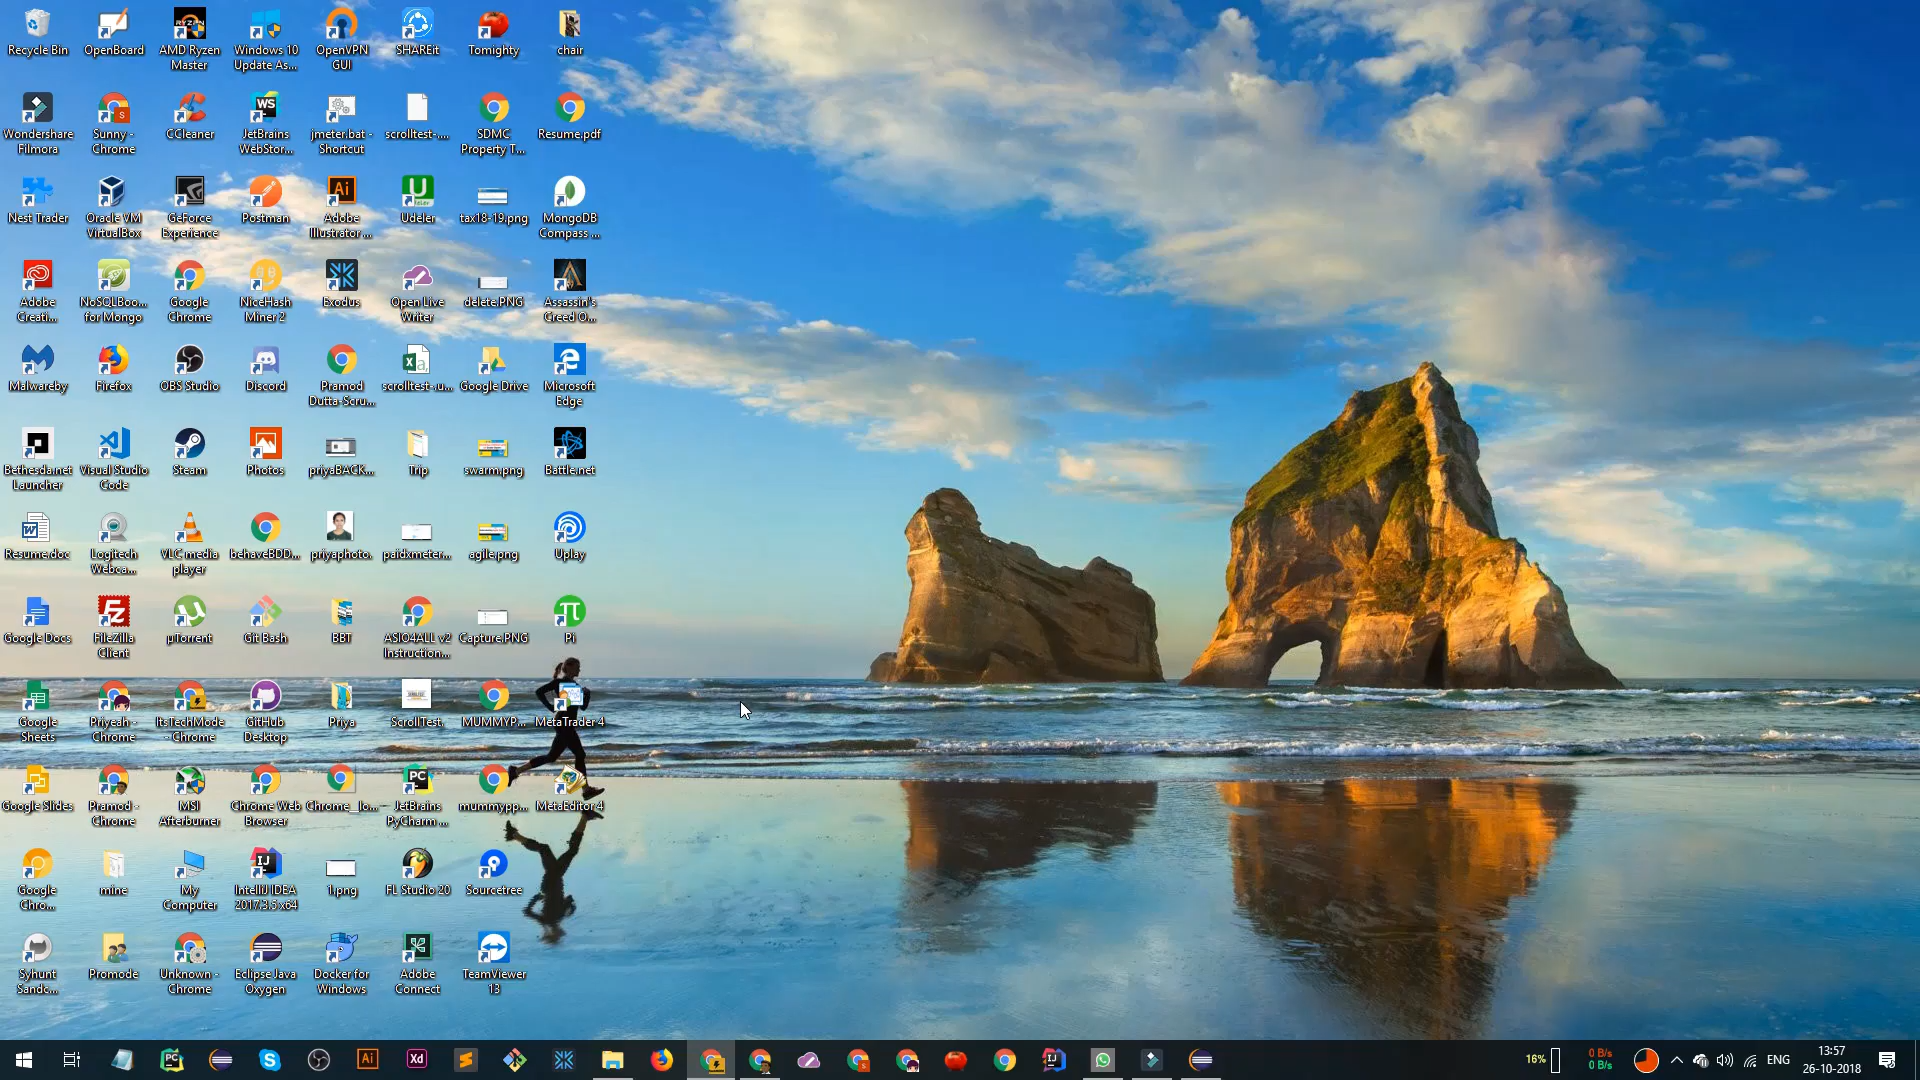 Recycle Bin
OpenBoard
AMD Ryzen
Master
Windows 10
Update As...
OpenVPN
GUI
SHAREit
Tomighty
chair
Wondershare
Filmora
Sunny -
Chrome
CCleaner
JetBrains
WebStor...
jmeter.bat -
Shortcut
scrolltest-....
SDMC
Property T...
Resume.pdf
Nest Trader
Oracle VM
VirtualBox
GeForce
Experience
Postman
Adobe
Illustrator ...
Udeler
tax18-19.png
MongoDB
Compass ...
Adobe
Creati...
NoSQLBoo...
for Mongo
Google
Chrome
NiceHash
Miner 2
Exodus
Open Live
Writer
delete.PNG
Assassin's
Creed O...
Malwareby
Firefox
OBS Studio
Discord
Pramod
Dutta-Scru...
scrolltest-.u...
Google Drive
Microsoft
Edge
Bethesda.net
Launcher
Visual Studio
Code
Steam
Photos
priyaBACK...
Trip
swarm.png
Battle.net
Resume.doc
Logitech
Webca...
VLC media
player
behaveBDD...
priyaphoto.
paidxmeter...
agile.png
Uplay
Google Docs
FileZilla
Client
µTorrent
Git Bash
BBT
ASIO4ALL v2
Instruction...
Capture.PNG
Pi
Google
Sheets
Priyeah -
Chrome
ItsTechMode
- Chrome
GitHub
Desktop
Priya
ScrollTest.
MUMMYP...
MetaTrader 4
Google Slides
Pramod -
Chrome
MSI
Afterburner
Chrome Web
Browser
Chrome_lo...
JetBrains
PyCharm ...
mummypp...
MetaEditor 4
Google
Chro...
mine
My
Computer
IntelliJ IDEA
2017.3.5 x64
1.png
FL Studio 20
Sourcetree
Syhunt
Sandc...
Promode
Unknown -
Chrome
Eclipse Java
Oxygen
Docker for
Windows
Adobe
Connect
TeamViewer
13
16%
0 B/s
0 B/s
ENG
13:57
26-10-2018